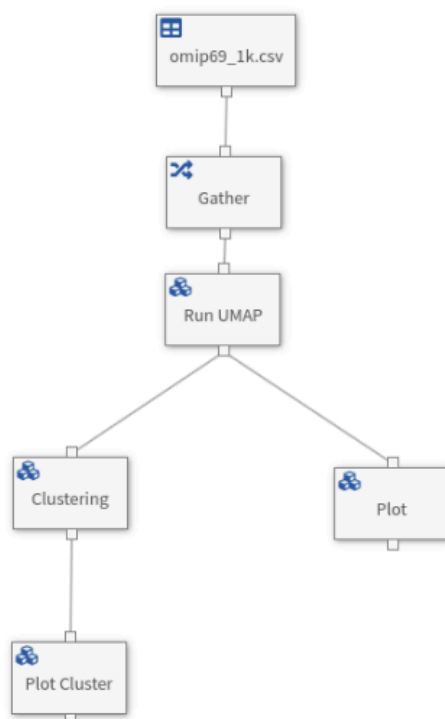 omip69_1k.csv
Gather
Run UMAP
Clustering
Plot
Plot Cluster